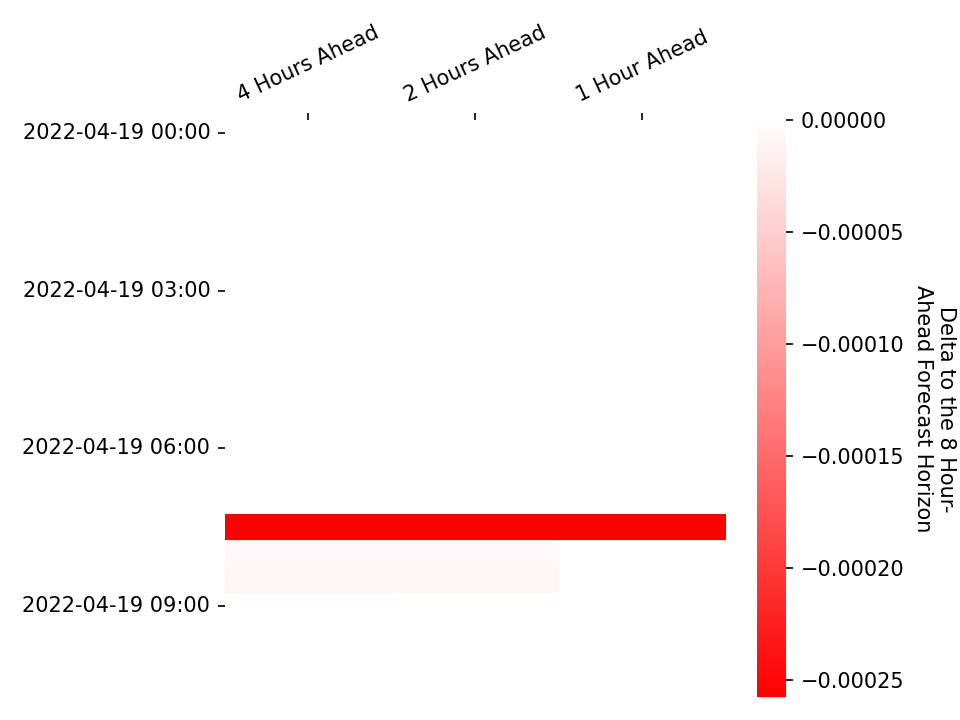 4 Hours Ahead
2 Hours Ahead
1 Hour Ahead
2022-04-19 00:00
2022-04-19 03:00
2022-04-19 06:00
2022-04-19 09:00
0.00000
−0.00005
−0.00010
−0.00015
−0.00020
−0.00025
Delta to the 8 Hour-
Ahead Forecast Horizon